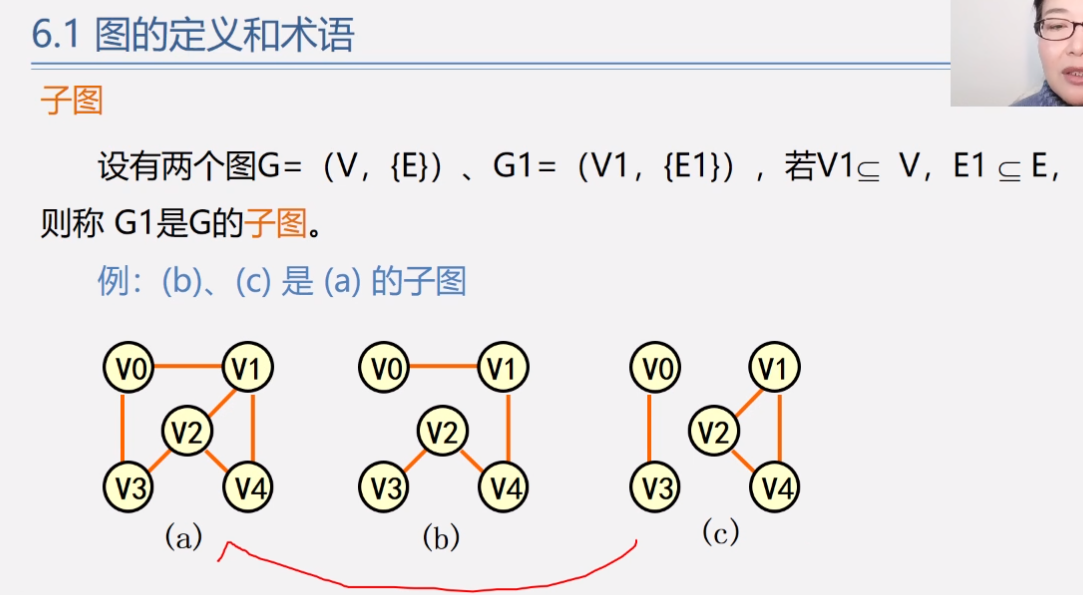 6.1 图的定义和术语
子图
设有两个图G=（V，{E}）、G1=（V1，{E1}），若V1⊆ V，E1 ⊆ E，
则称 G1是G的子图。
例：(b)、(c) 是 (a) 的子图
V0 V1 V0 V1 V0 V1
V2 V2 V2
V3 V4 V3 V4 V3 V4
(a) (b) (c)